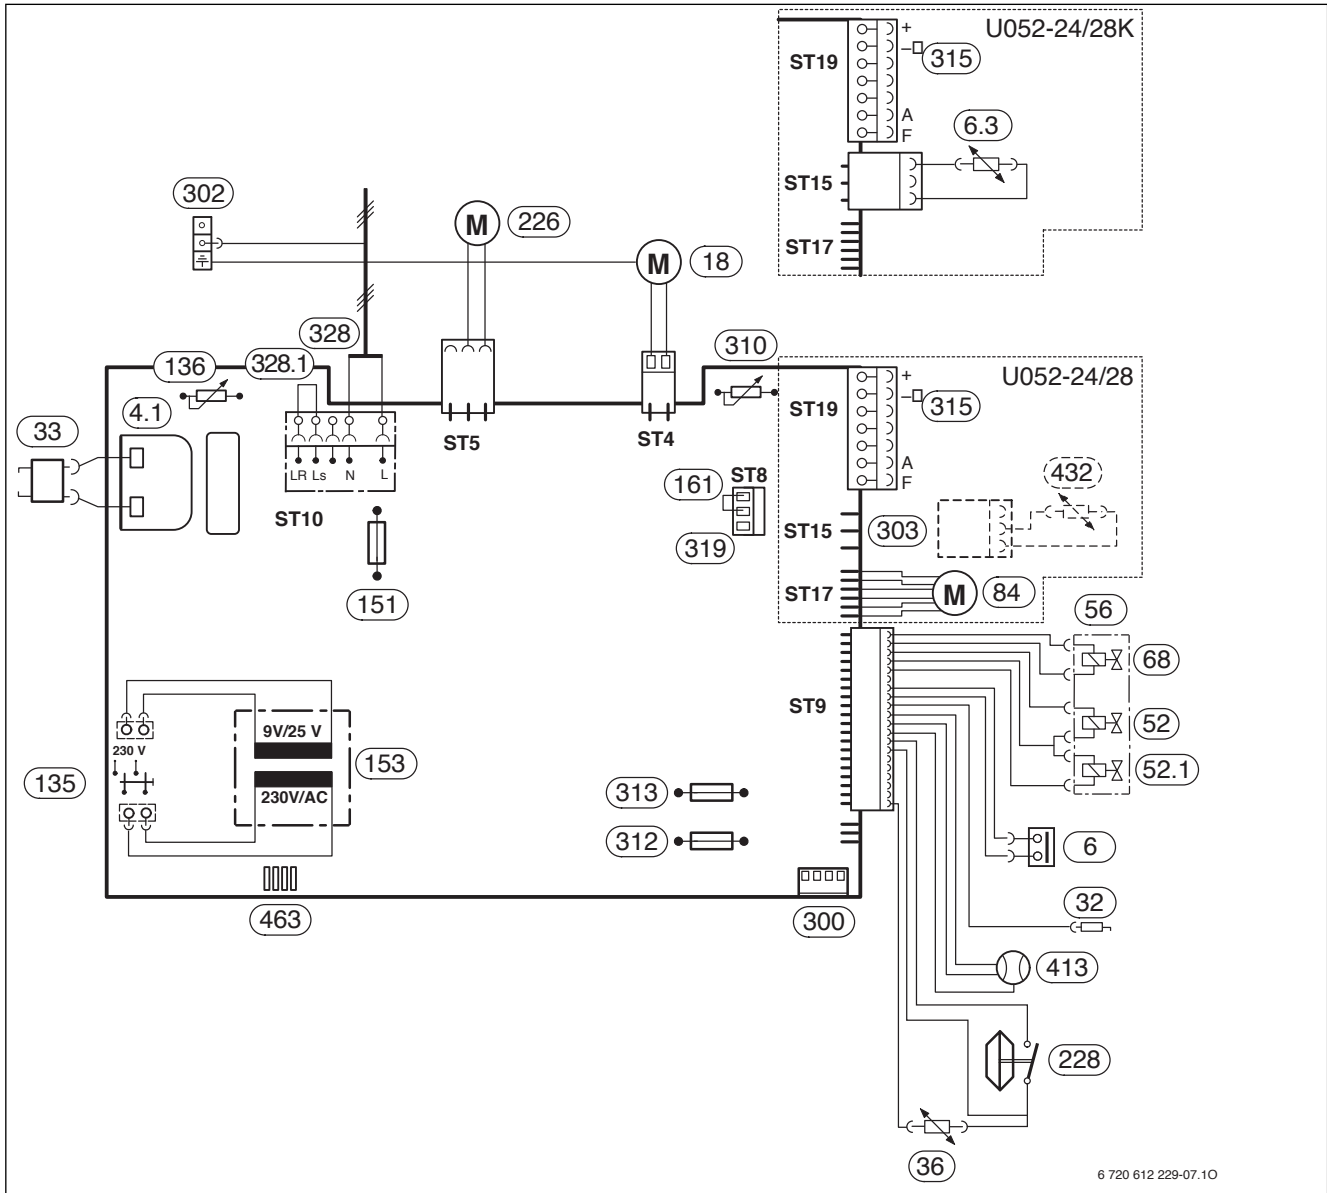 U052-24/28K
+
ST19
–
315
A
F
6.3
ST15
ST17
302
M
226
M
18
328
136
328.1
310
U052-24/28
+
–
315
ST19
A
F
4.1
33
LR
Ls
N
L
ST10
ST5
ST4
ST8
161
319
432
303
ST15
151
ST17
M
84
56
68
ST9
52
52.1
9V/25 V
230 V
153
135
230V/AC
313
312
6
463
300
32
413
228
36
6 720 612 229-07.1O